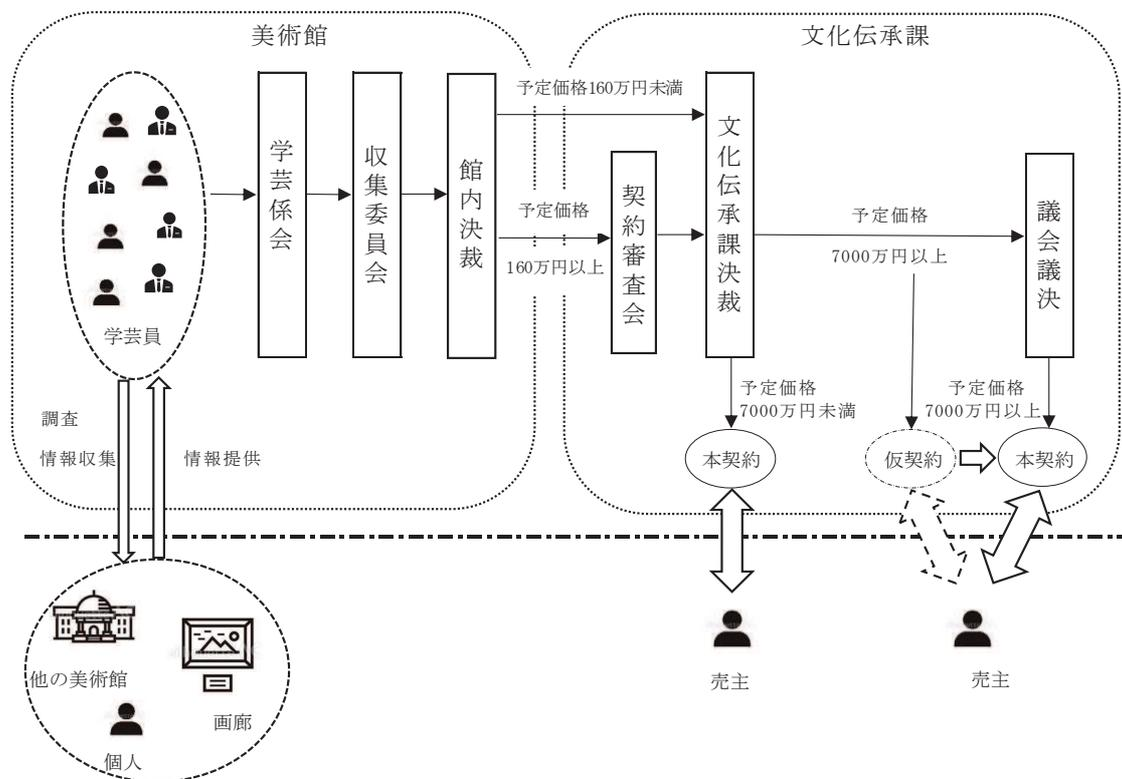 美術館
文化伝承課
学芸員
学芸係会
収集委員会
館内決裁
予定価格160万円未満
予定価格
160万円以上
契約審査会
文化伝承課決裁
予定価格
7000万円以上
議会議決
予定価格
7000万円未満
予定価格
7000万円以上
本契約
仮契約
本契約
調査
情報収集
情報提供
他の美術館
画廊
個人
売主
売主